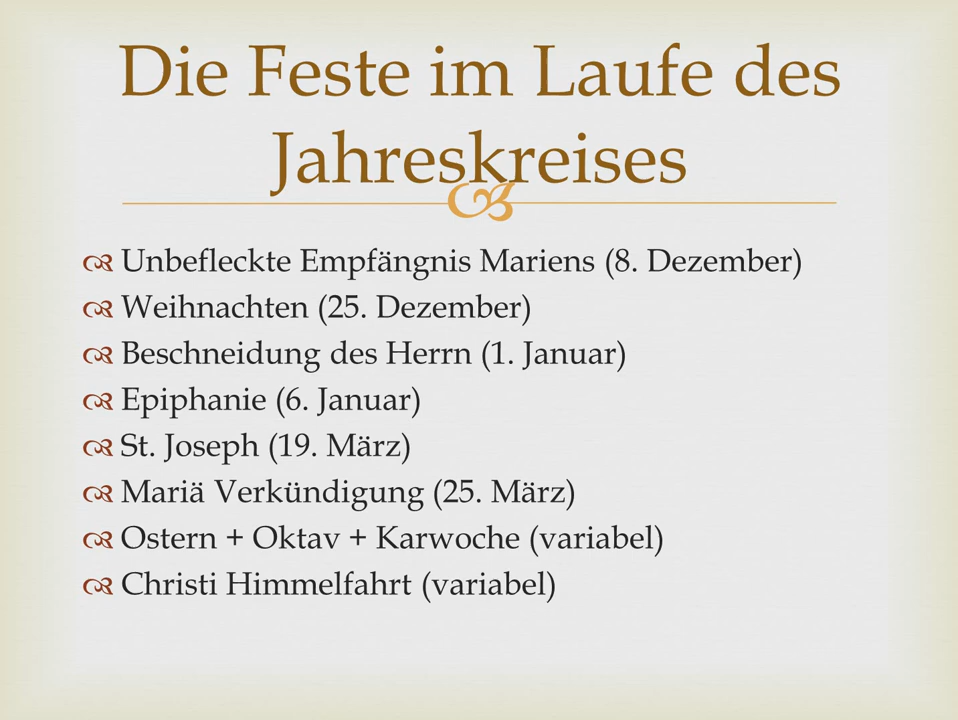 Die Feste im Laufe des
Jahreskreises
Unbefleckte Empfängnis Mariens (8. Dezember)
Weihnachten (25. Dezember)
Beschneidung des Herrn (1. Januar)
Epiphanie (6. Januar)
St. Joseph (19. März)
Mariä Verkündigung (25. März)
Ostern + Oktav + Karwoche (variabel)
Christi Himmelfahrt (variabel)